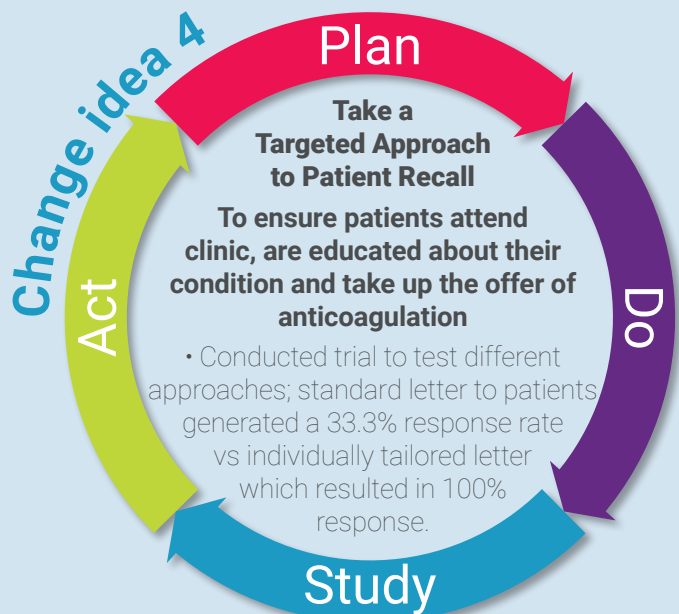 Change idea 4
Plan
Take a
Targeted Approach
to Patient Recall
To ensure patients attend
clinic, are educated about their
condition and take up the offer of
anticoagulation
• Conducted trial to test different
approaches; standard letter to patients
generated a 33.3% response rate
vs individually tailored letter
which resulted in 100%
response.
Do
Study
Act